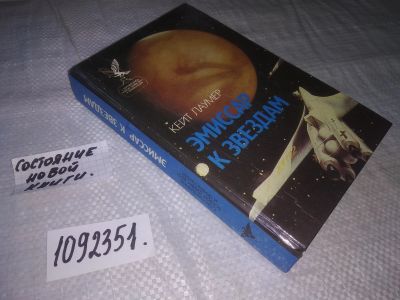 КЕЙТ ЛАУМЕР
ЭМИССАР
К ЗВЕЗДАМ
ЭМИССАР К ЗВЕЗДАМ
СОСТОЯНИЕ
НОВОЙ
КНИГИ.
1092351.